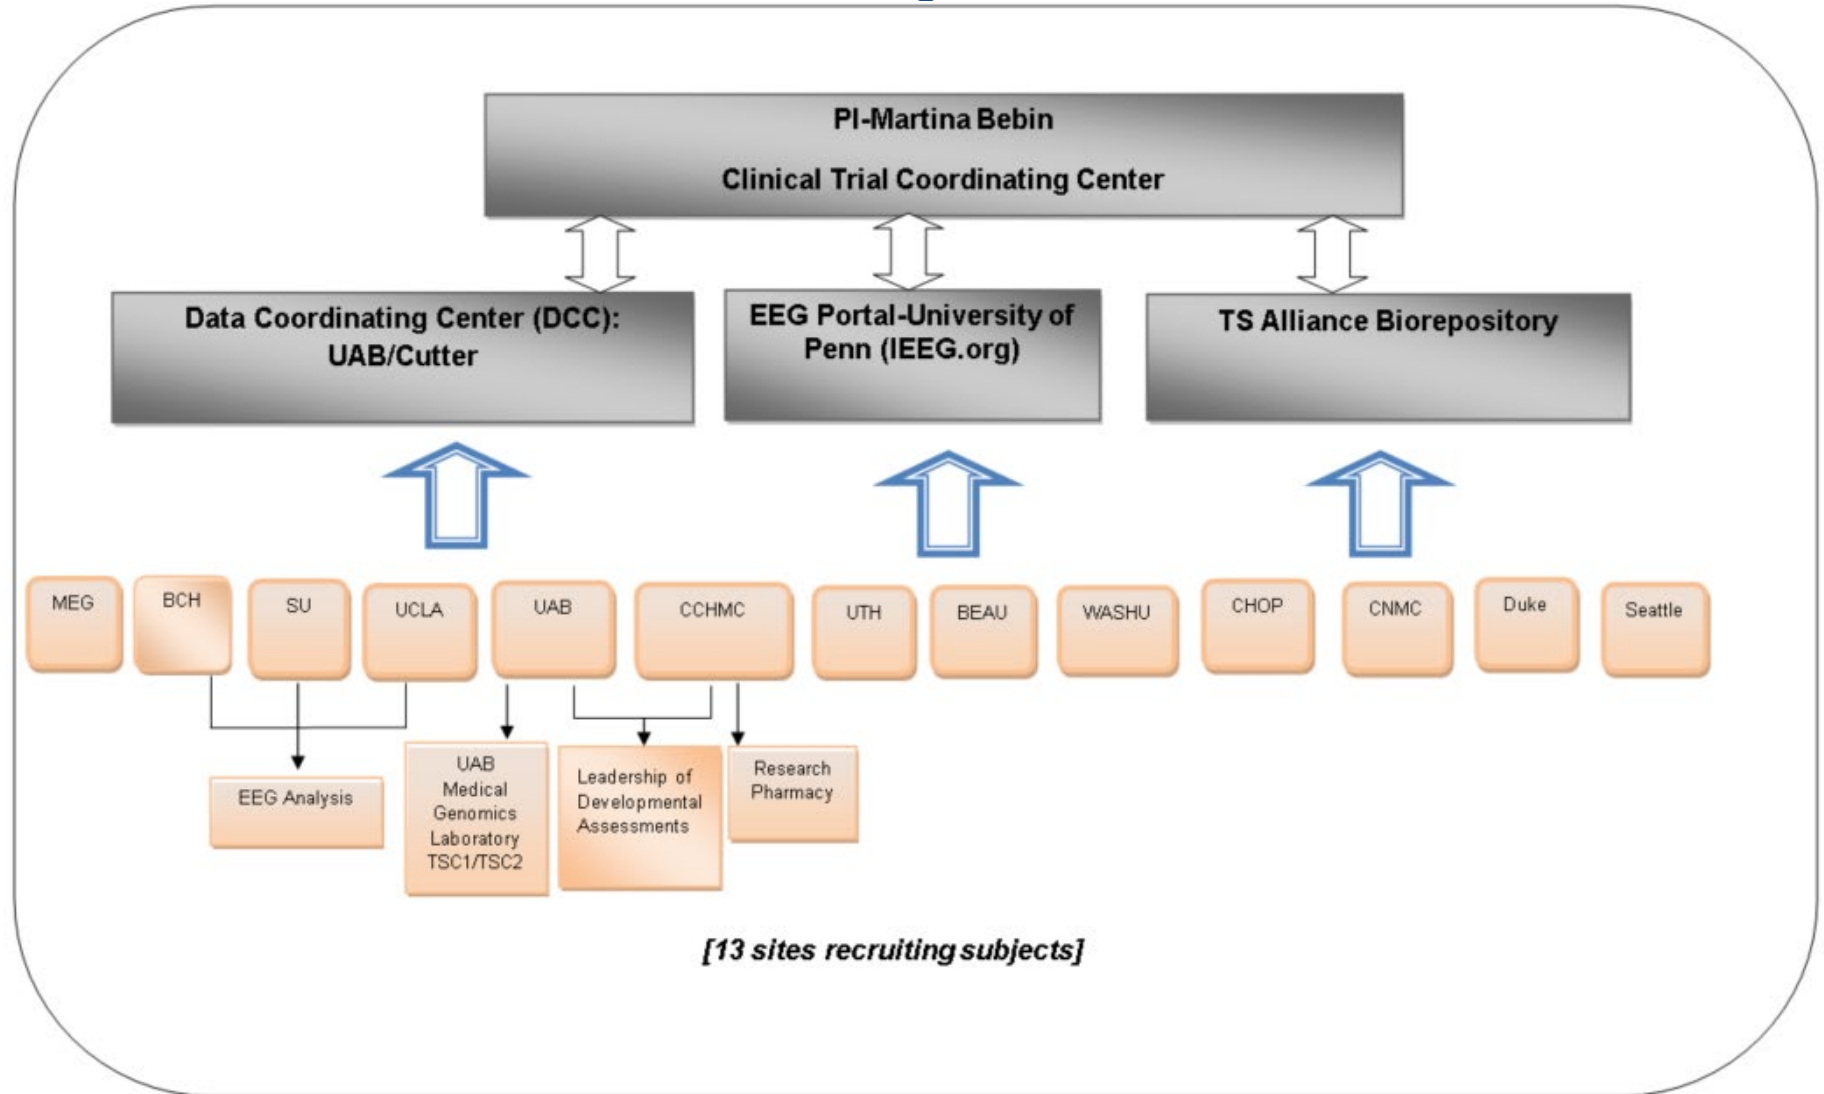 PI-Martina Bebin
Clinical Trial Coordinating Center
Data Coordinating Center (DCC):
UAB/Cutter
EEG Portal-University of
Penn (IEEG.org)
TS Alliance Biorepository
MEG
BCH
SU
UCLA
UAB
CCHMC
UTH
BEAU
WASHU
CHOP
CNMC
Duke
Seattle
EEG Analysis
UAB
Medical
Genomics
Laboratory
TSC1/TSC2
Leadership of
Developmental
Assessments
Research
Pharmacy
[13 sites recruiting subjects]